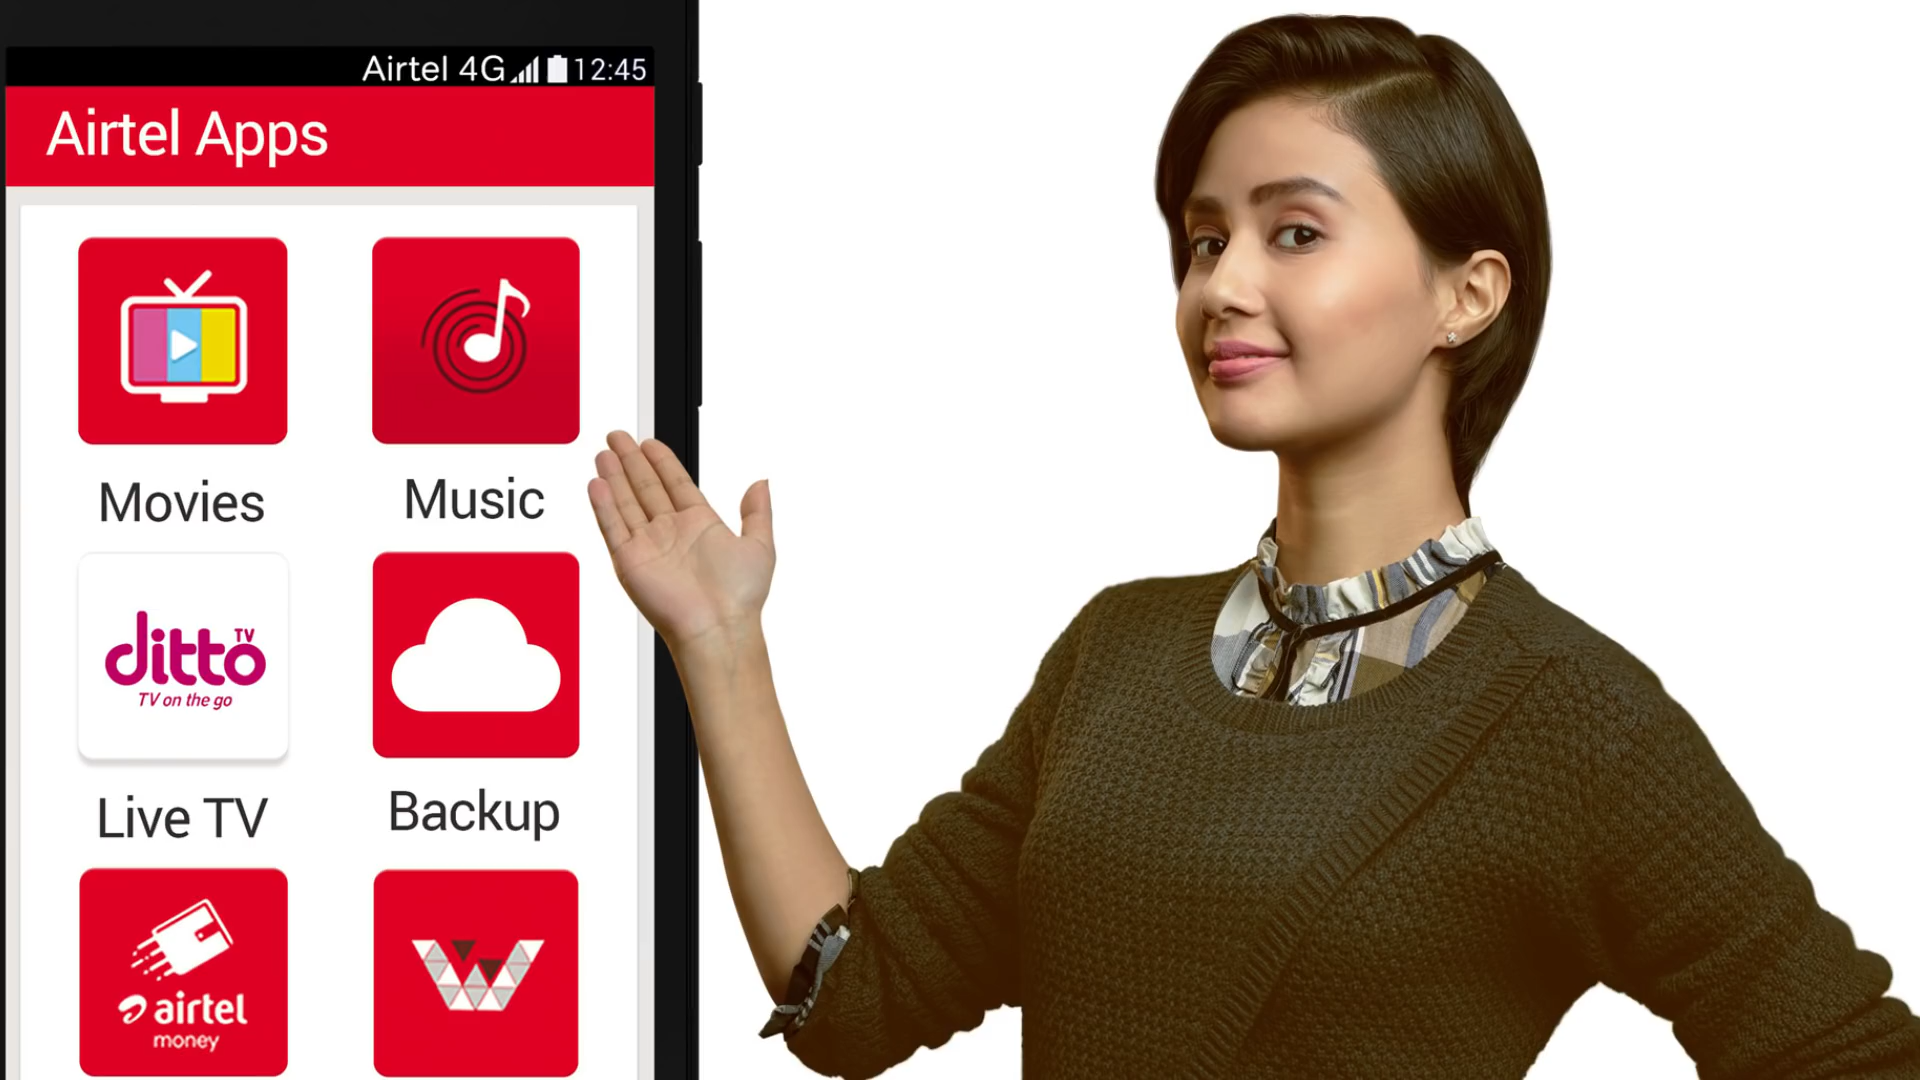 Airtel 4G 12:45
Airtel Apps
Movies
Music
ditto TV
TV on the go
Live TV
Backup
airtel
money